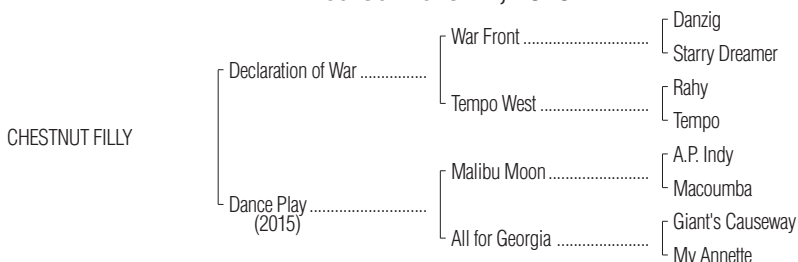 Danzig
War Front
Starry Dreamer
Declaration of War
Rahy
Tempo West
Tempo
CHESTNUT FILLY
A.P. Indy
Malibu Moon
Macoumba
Dance Play
(2015)
Giant's Causeway
All for Georgia
My Annette